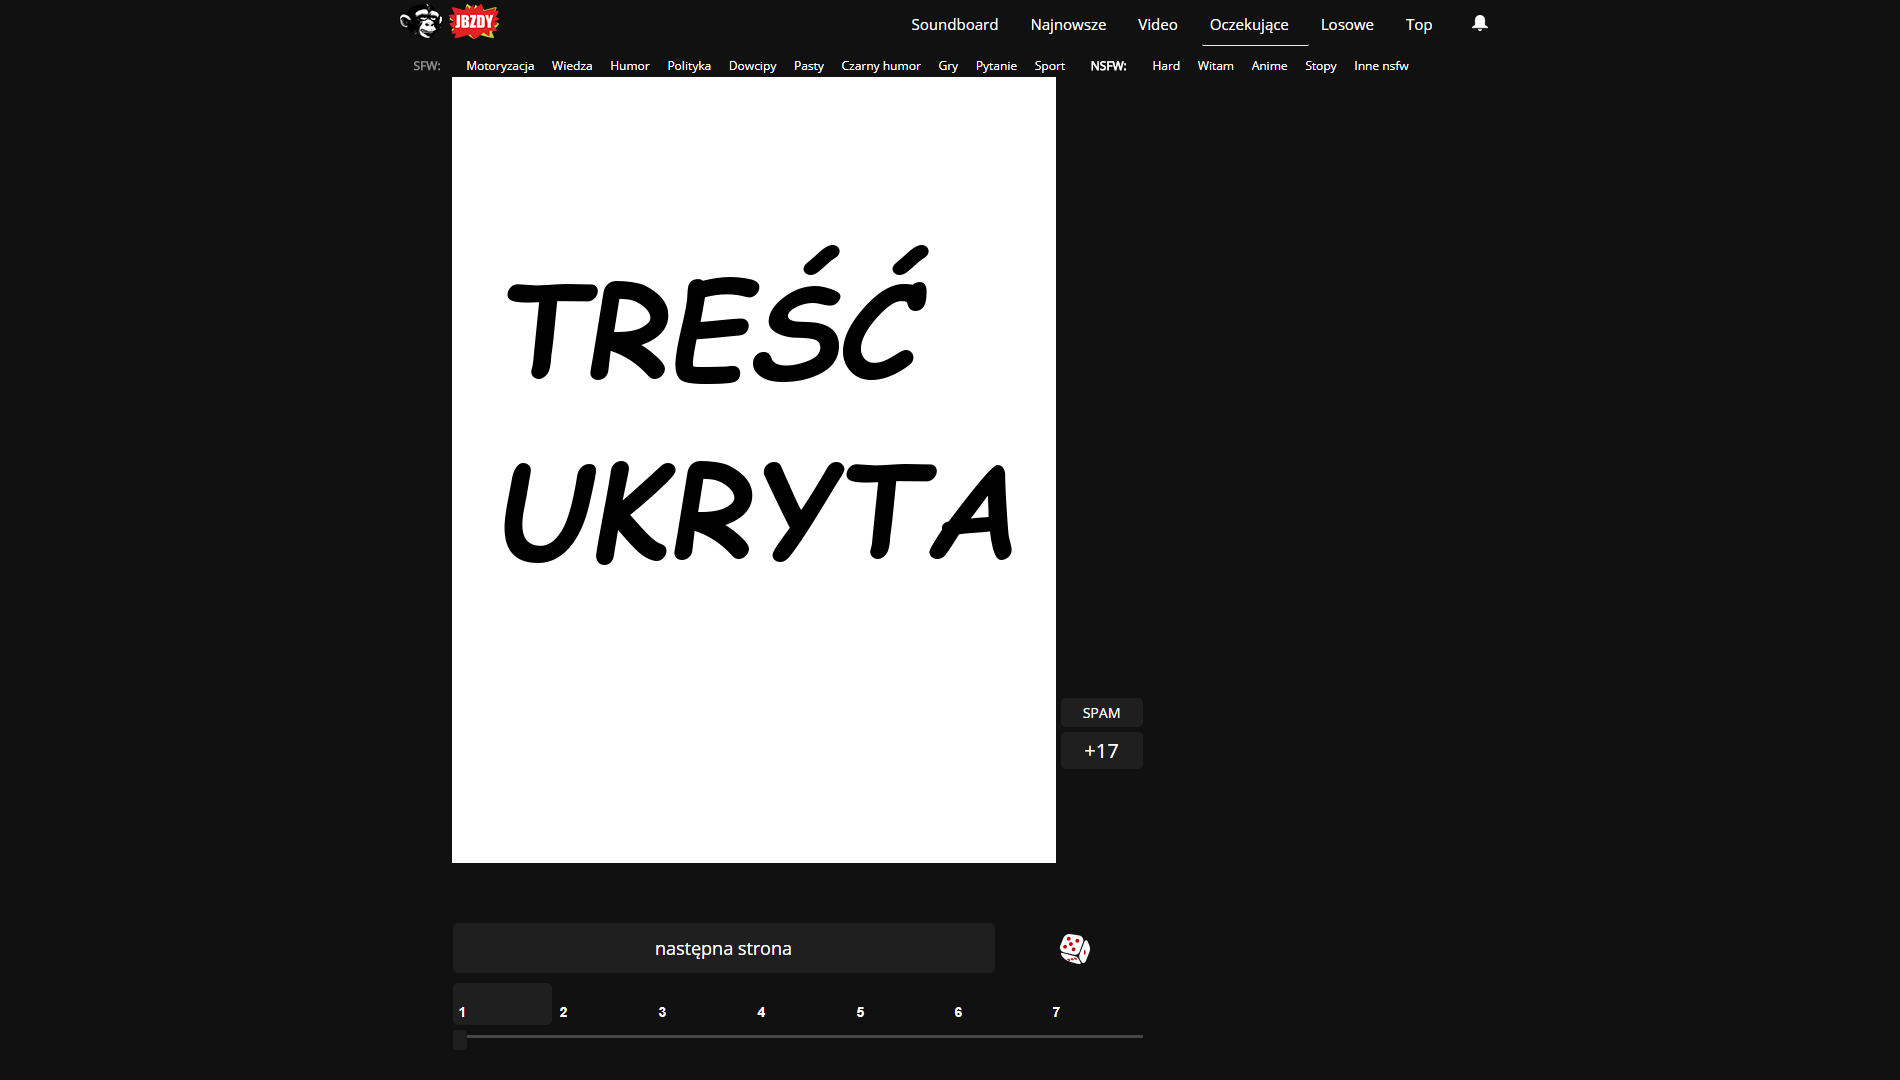 JBZDY
Soundboard Najnowsze Video Oczekujące Losowe Top
SFW: Motoryzacja Wiedza Humor Polityka Dowcipy Pasty Czarny humor Gry Pytanie Sport NSFW: Hard Witam Anime Stopy Inne nsfw
TREŚĆ
UKRYTA
SPAM
+17
następna strona
1 2 3 4 5 6 7